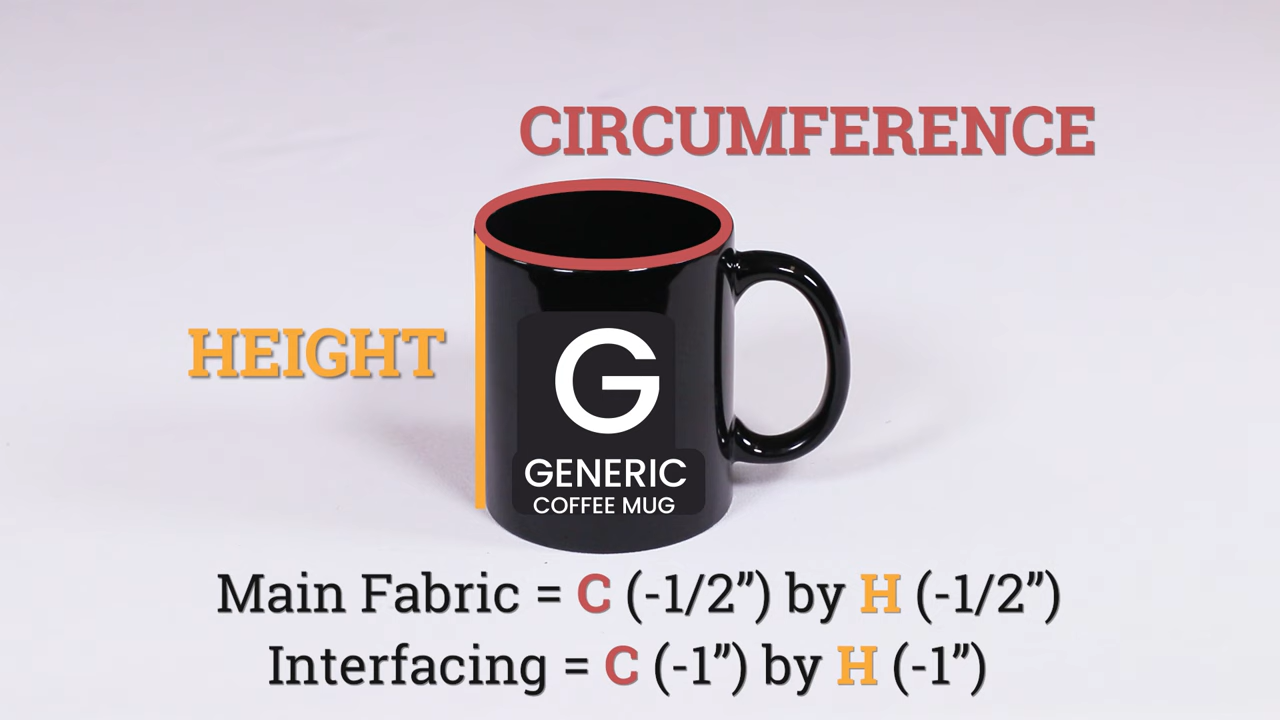 CIRCUMFERENCE
HEIGHT
G
GENERIC
COFFEE MUG
Main Fabric = C (-1/2”) by H (-1/2”)
Interfacing = C (-1”) by H (-1”)